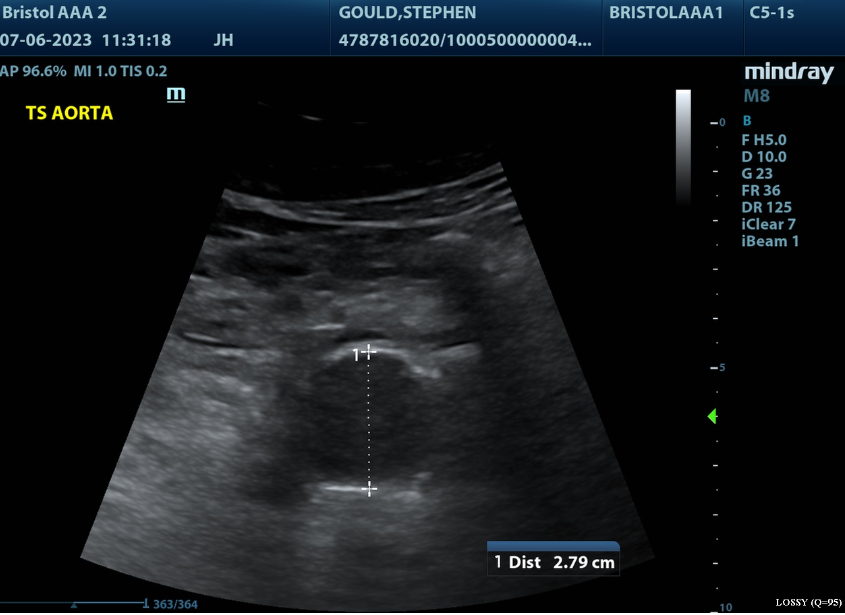 Bristol AAA 2
GOULD,STEPHEN
BRISTOLAAA1
C5-1s
07-06-2023 11:31:18 JH
4787816020/1000500000004...
AP 96.6% MI 1.0 TIS 0.2
mindray
M8
m
TS AORTA
B
F H5.0
D 10.0
G 23
FR 36
DR 125
iClear 7
iBeam 1
0
1
5
1 Dist 2.79 cm
363/364
LOSSY (Q=95)
10